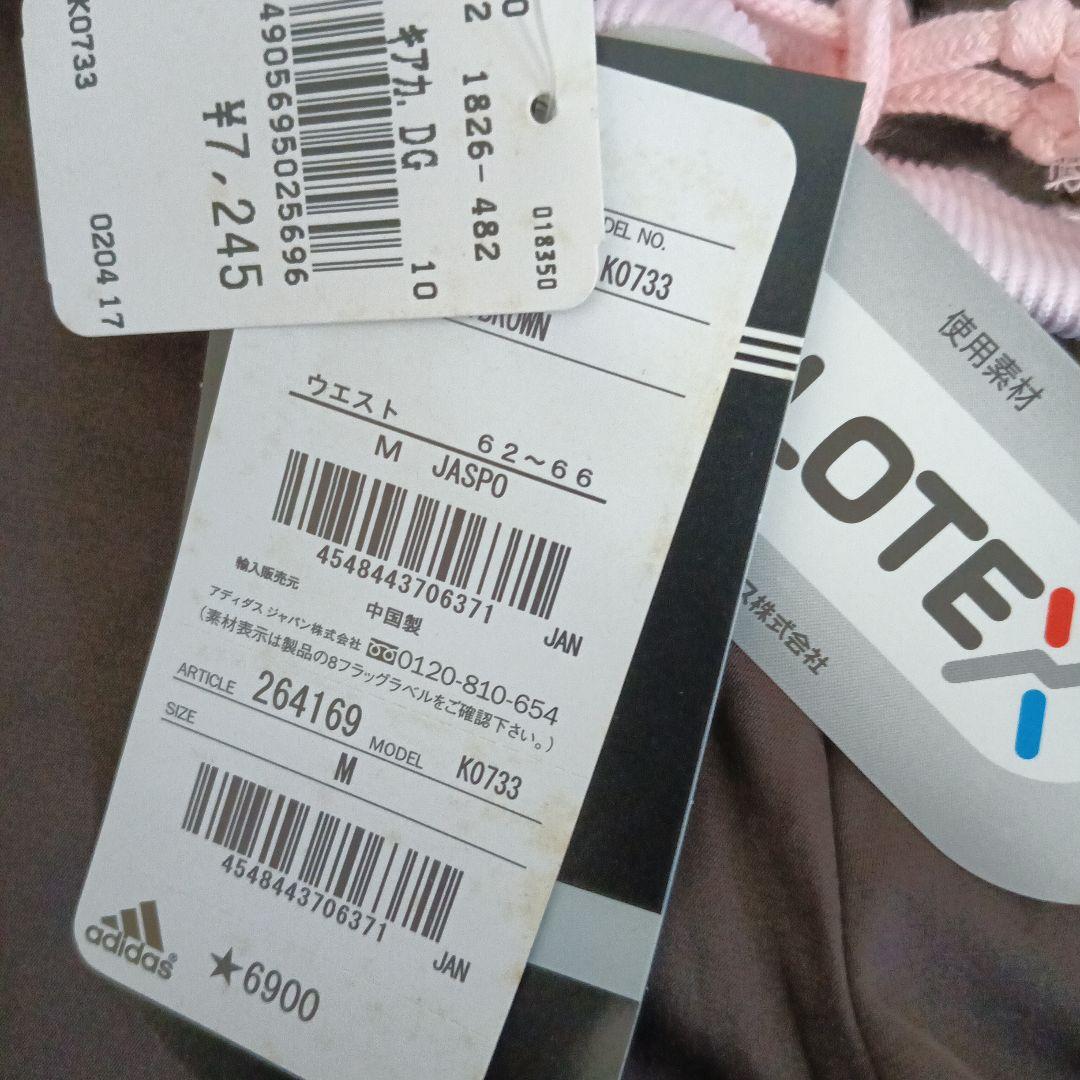 K0733
0204 17
¥7,245
4905695025696
ｷｱｶ. DG
10
2 1826-482
018350
DEL NO.
K0733
BROWN
ウエスト 62～66
M JASPO
4548443706371
JAN
輸入販売元 中国製
アディダス ジャパン株式会社 0120-810-654
(素材表示は製品の8フラッグラベルをご確認下さい。)
ARTICLE 264169 MODEL K0733
SIZE M
4548443706371
JAN
adidas®
★6900
使用素材
LOTEX
ス株式会社